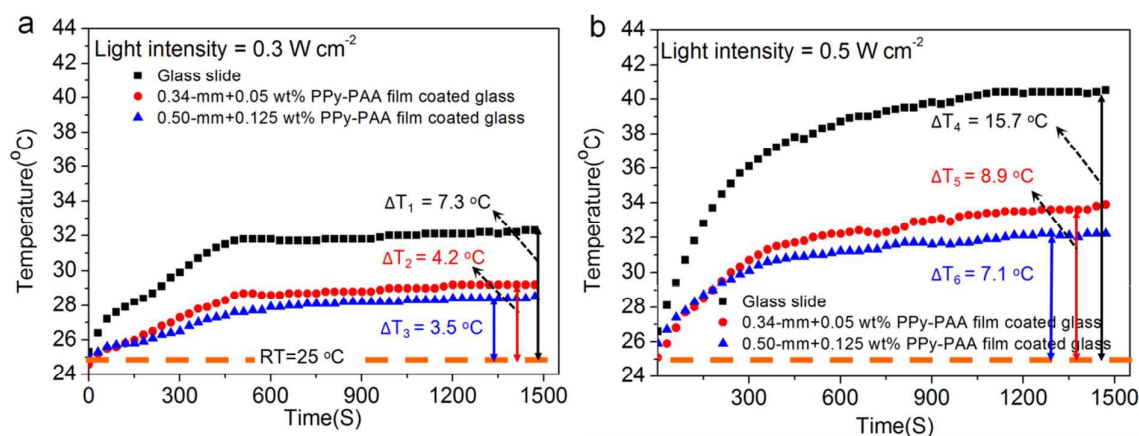 a
Light intensity = 0.3 W cm-2
Glass slide
0.34-mm+0.05 wt% PPy-PAA film coated glass
0.50-mm+0.125 wt% PPy-PAA film coated glass
ΔT1 = 7.3 oC
ΔT2 = 4.2 oC
ΔT3 = 3.5 oC
RT=25 oC
44
42
40
38
36
34
32
30
28
26
24
Temperature(oC)
0 300 600 900 1200 1500
Time(S)
b
Light intensity = 0.5 W cm-2
ΔT4 = 15.7 oC
ΔT5 = 8.9 oC
ΔT6 = 7.1 oC
Glass slide
0.34-mm+0.05 wt% PPy-PAA film coated glass
0.50-mm+0.125 wt% PPy-PAA film coated glass
44
42
40
38
36
34
32
30
28
26
24
Temperature(oC)
300 600 900 1200 1500
Time(S)